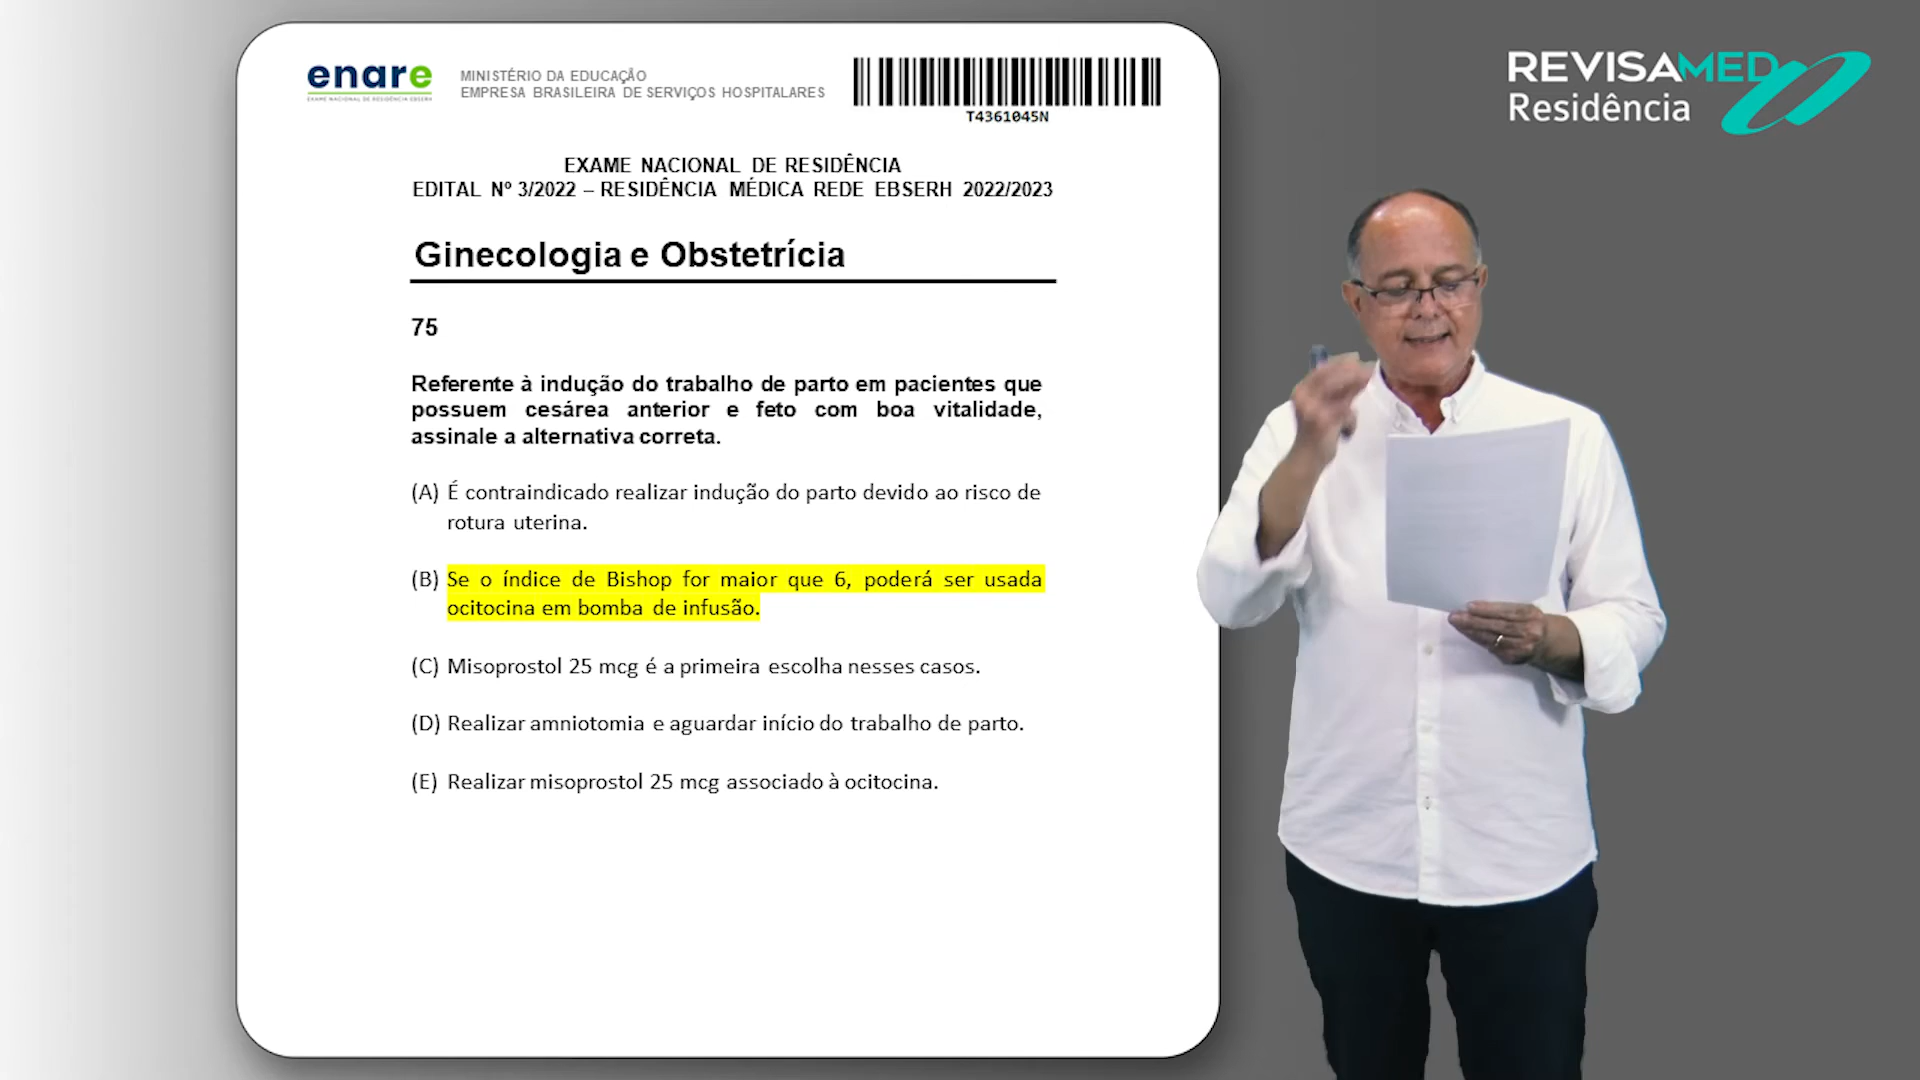 enare
EXAME NACIONAL DE RESIDÊNCIA EBSERH
MINISTÉRIO DA EDUCAÇÃO
EMPRESA BRASILEIRA DE SERVIÇOS HOSPITALARES
T4361045N
REVISAMED
Residência
EXAME NACIONAL DE RESIDÊNCIA
EDITAL Nº 3/2022 – RESIDÊNCIA MÉDICA REDE EBSERH 2022/2023
Ginecologia e Obstetrícia
75
Referente à indução do trabalho de parto em pacientes que
possuem cesárea anterior e feto com boa vitalidade,
assinale a alternativa correta.
(A) É contraindicado realizar indução do parto devido ao risco de
rotura uterina.
(B) Se o índice de Bishop for maior que 6, poderá ser usada
ocitocina em bomba de infusão.
(C) Misoprostol 25 mcg é a primeira escolha nesses casos.
(D) Realizar amniotomia e aguardar início do trabalho de parto.
(E) Realizar misoprostol 25 mcg associado à ocitocina.